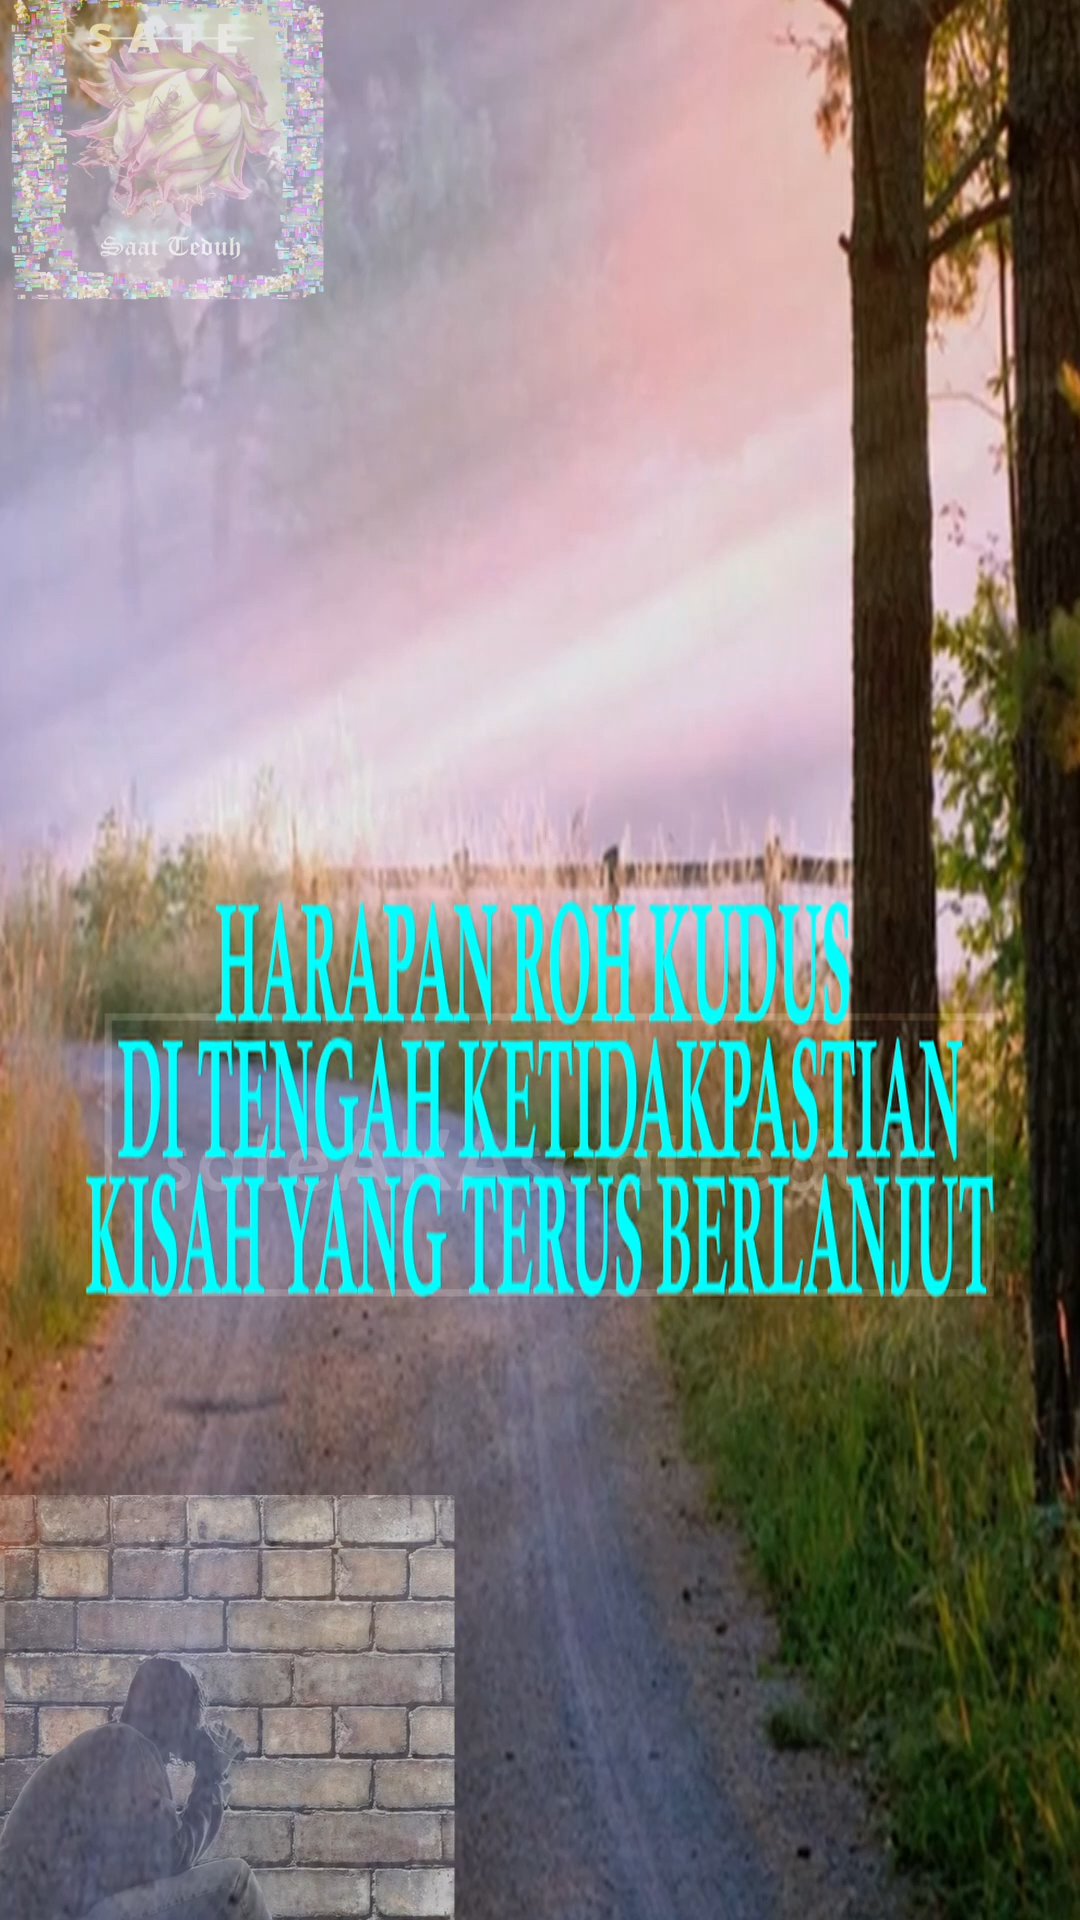 SATE
Saat Teduh
HARAPAN ROH KUDUS
DI TENGAH KETIDAKPASTIAN
KISAH YANG TERUS BERLANJUT